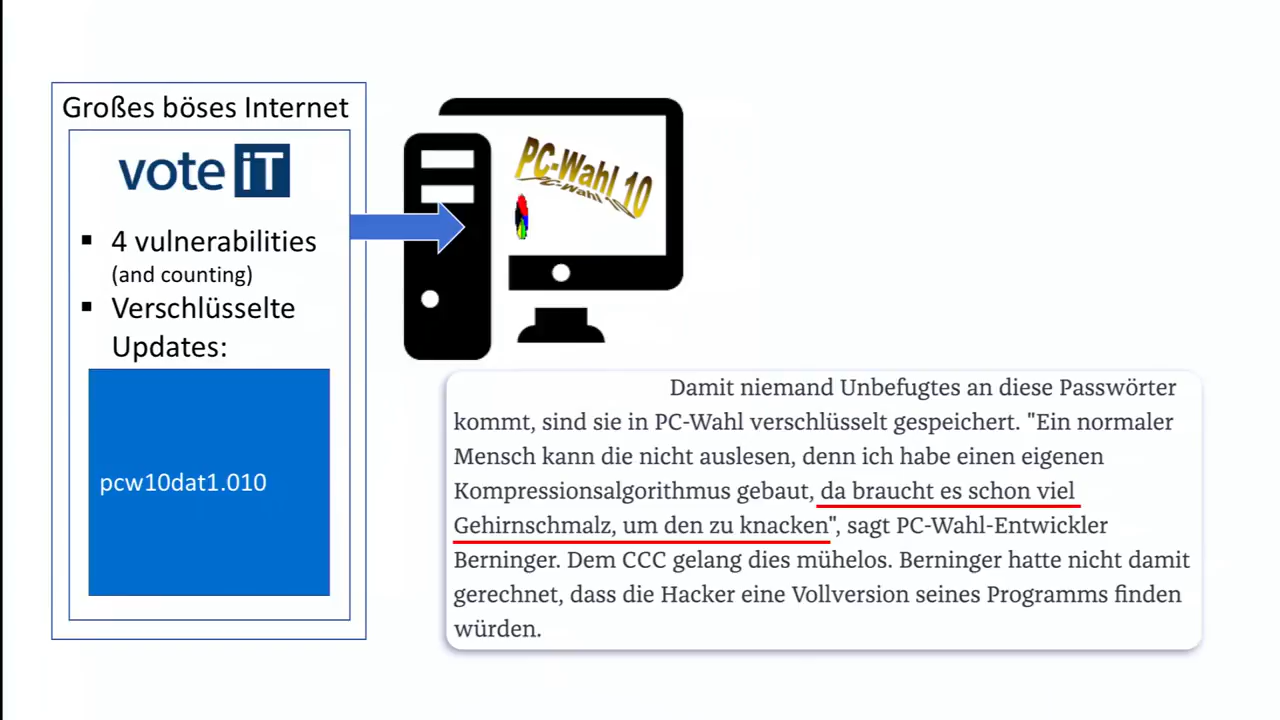 Großes böses Internet
vote iT
▪ 4 vulnerabilities
(and counting)
▪ Verschlüsselte
Updates:
pcw10dat1.010
PC-Wahl 10
PC-Wahl 10
Damit niemand Unbefugtes an diese Passwörter
kommt, sind sie in PC-Wahl verschlüsselt gespeichert. "Ein normaler
Mensch kann die nicht auslesen, denn ich habe einen eigenen
Kompressionsalgorithmus gebaut, da braucht es schon viel
Gehirnschmalz, um den zu knacken", sagt PC-Wahl-Entwickler
Berninger. Dem CCC gelang dies mühelos. Berninger hatte nicht damit
gerechnet, dass die Hacker eine Vollversion seines Programms finden
würden.